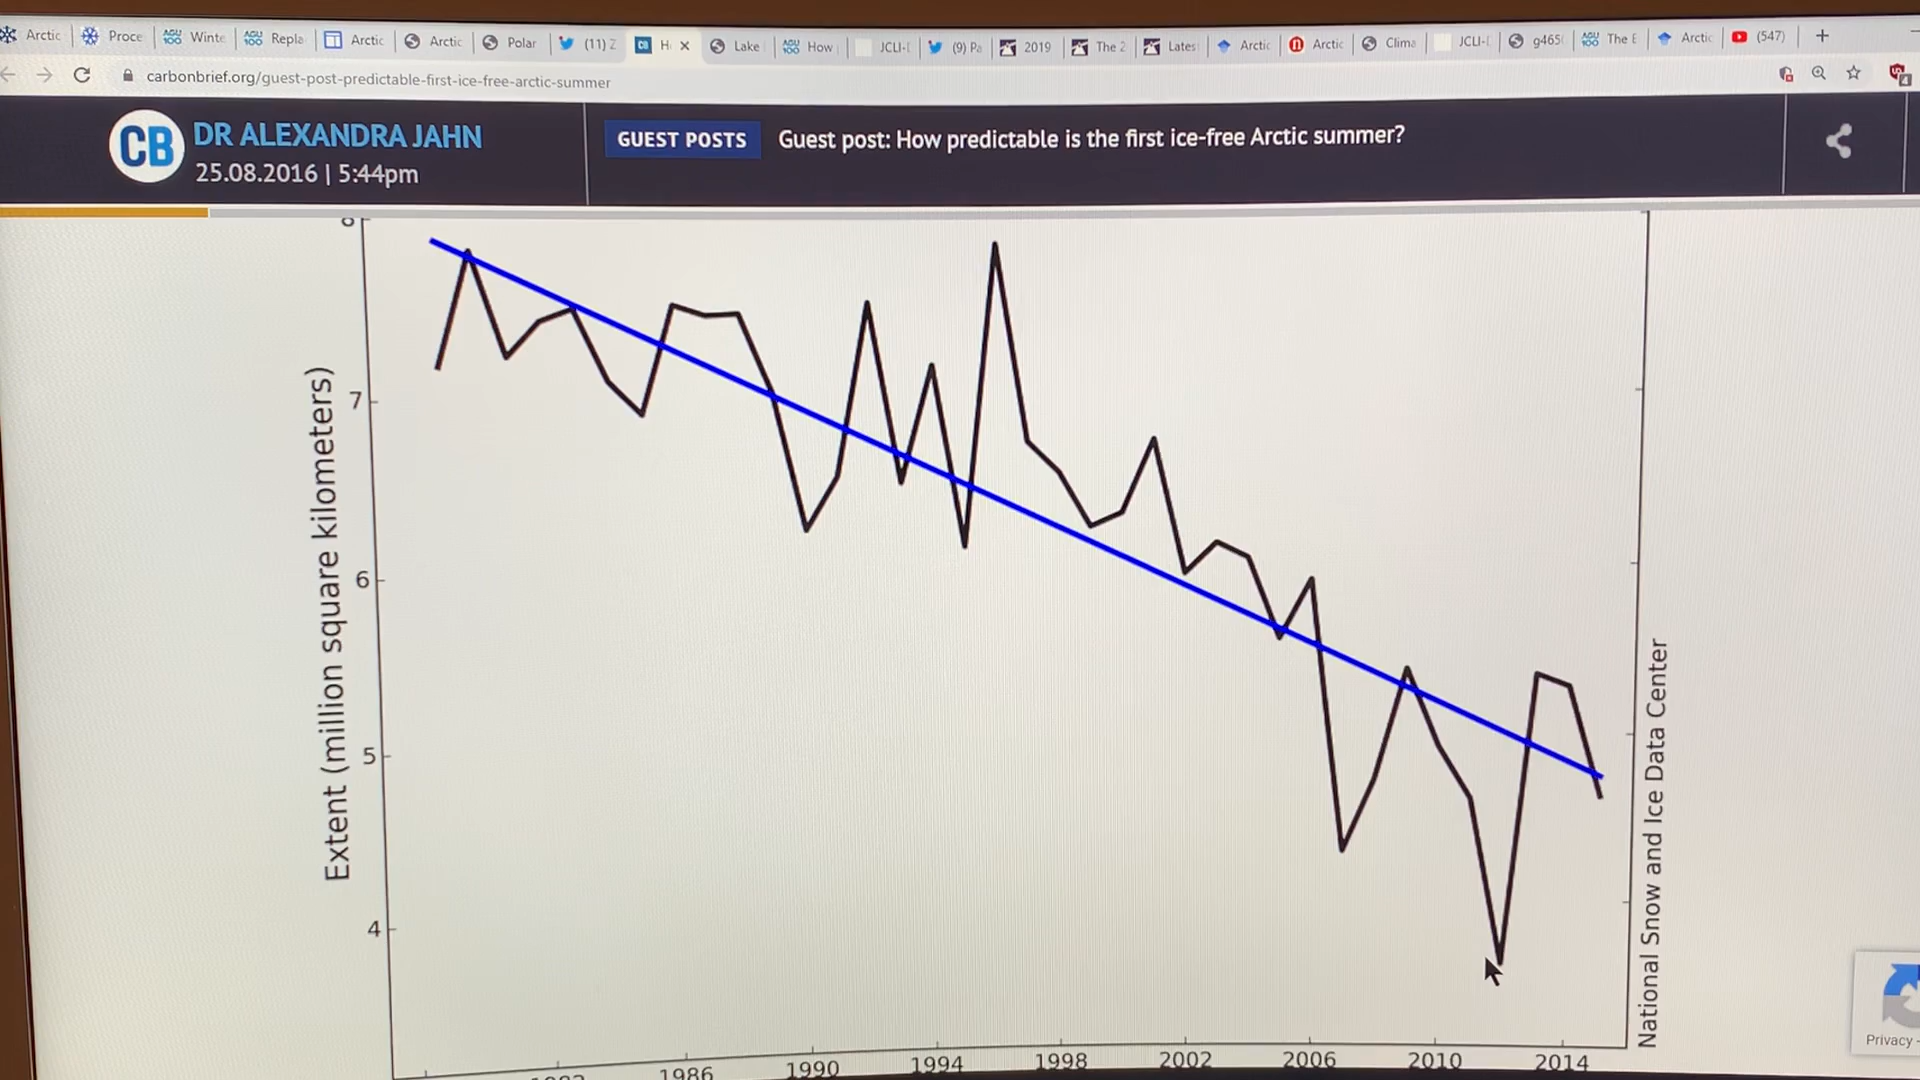 Arctic
Proce
Winte
Repla
Arctic
Arctic
Polar
(11) Z
H
Lake
How
JCLI-
(9) Pa
2019
The 2
Lates
Arctic
Arctic
Clima
JCLI-
g465
The E
Arctic
(547)
carbonbrief.org/guest-post-predictable-first-ice-free-arctic-summer
CB
DR ALEXANDRA JAHN
25.08.2016 | 5:44pm
GUEST POSTS
Guest post: How predictable is the first ice-free Arctic summer?
7
6
5
4
Extent (million square kilometers)
1986
1990
1994
1998
2002
2006
2010
2014
National Snow and Ice Data Center
Privacy -